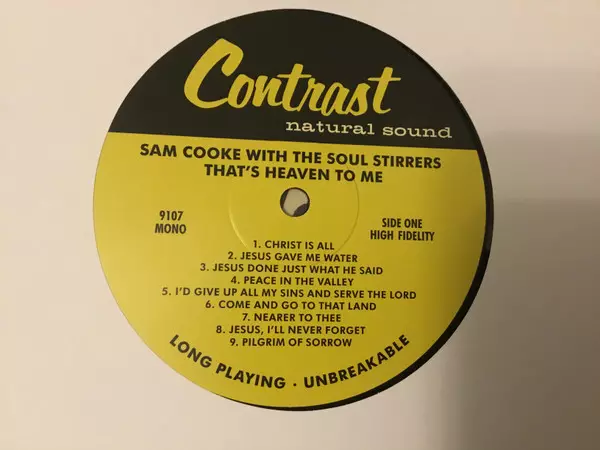 Contrast
natural sound
SAM COOKE WITH THE SOUL STIRRERS
THAT'S HEAVEN TO ME
9107
MONO
SIDE ONE
HIGH FIDELITY
1. CHRIST IS ALL
2. JESUS GAVE ME WATER
3. JESUS DONE JUST WHAT HE SAID
4. PEACE IN THE VALLEY
5. I'D GIVE UP ALL MY SINS AND SERVE THE LORD
6. COME AND GO TO THAT LAND
7. NEARER TO THEE
8. JESUS, I'LL NEVER FORGET
9. PILGRIM OF SORROW
LONG PLAYING · UNBREAKABLE